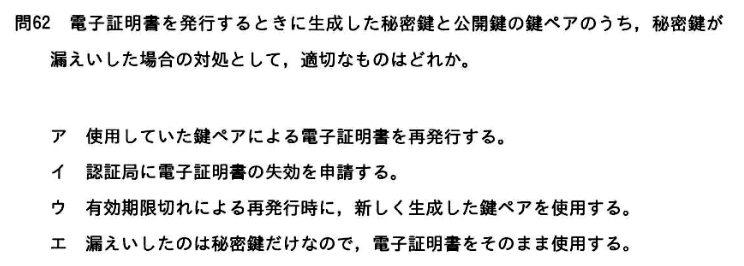 問62　電子証明書を発行するときに生成した秘密鍵と公開鍵の鍵ペアのうち，秘密鍵が
漏えいした場合の対処として，適切なものはどれか。
ア　使用していた鍵ペアによる電子証明書を再発行する。
イ　認証局に電子証明書の失効を申請する。
ウ　有効期限切れによる再発行時に，新しく生成した鍵ペアを使用する。
エ　漏えいしたのは秘密鍵だけなので，電子証明書をそのまま使用する。